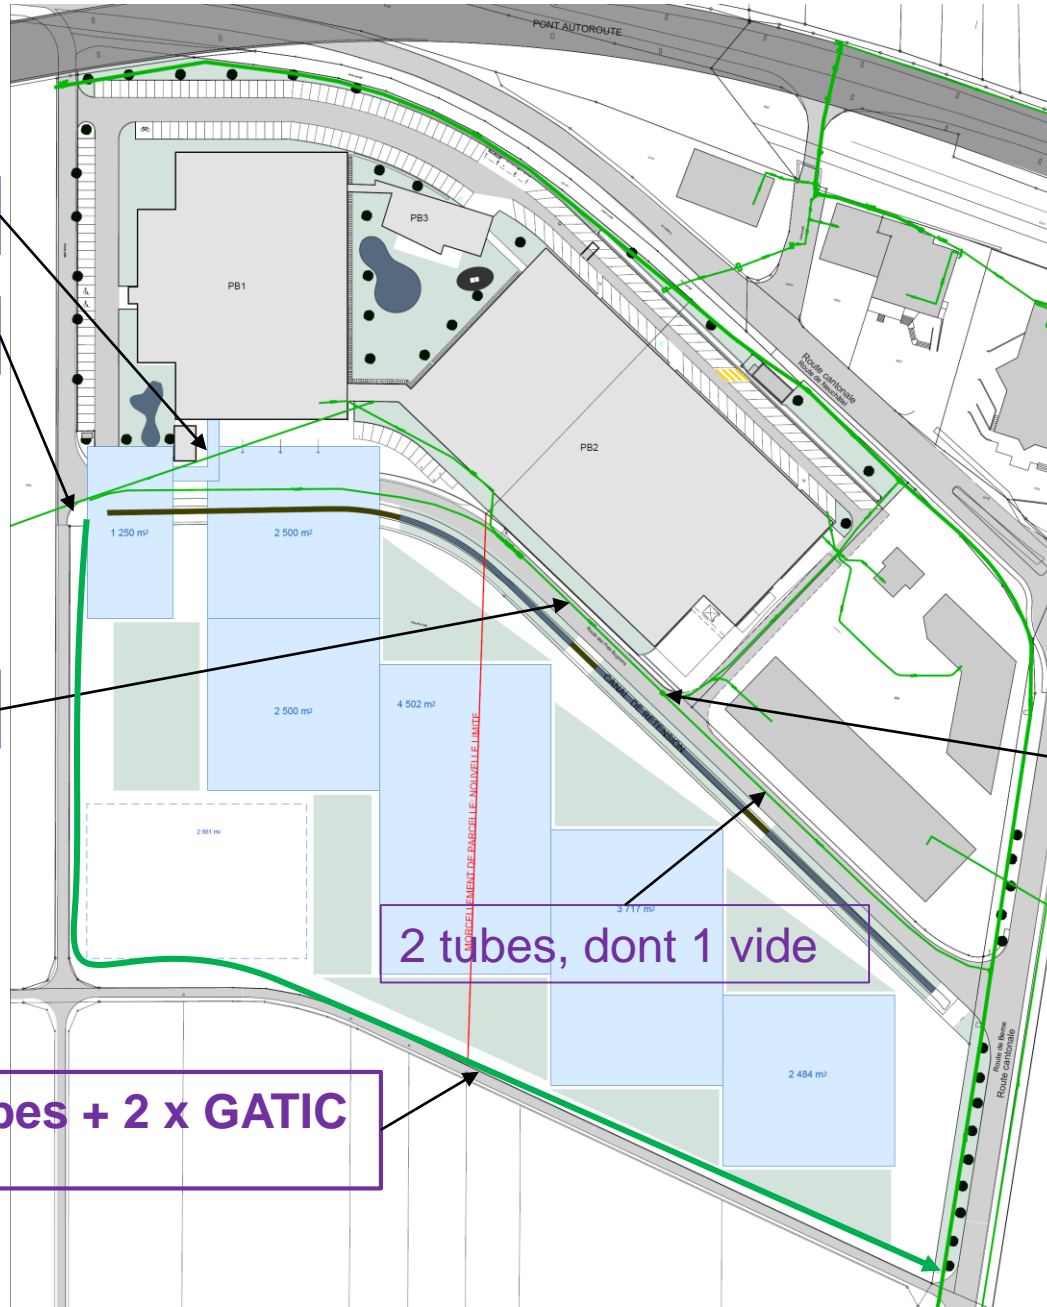 PONT AUTOROUTE
PB3
PB1
Route cantonale
Route de Neuchâtel
PB2
1 250 m²
2 500 m²
CANAL DE RETENSION
2 500 m²
4 502 m²
MORCELLEMENT DE PARCELLE: NOUVELLE LIMITE
2 881 m²
3 717 m²
2 tubes, dont 1 vide
Route de Berne
Route cantonale
2 484 m²
bes + 2 x GATIC